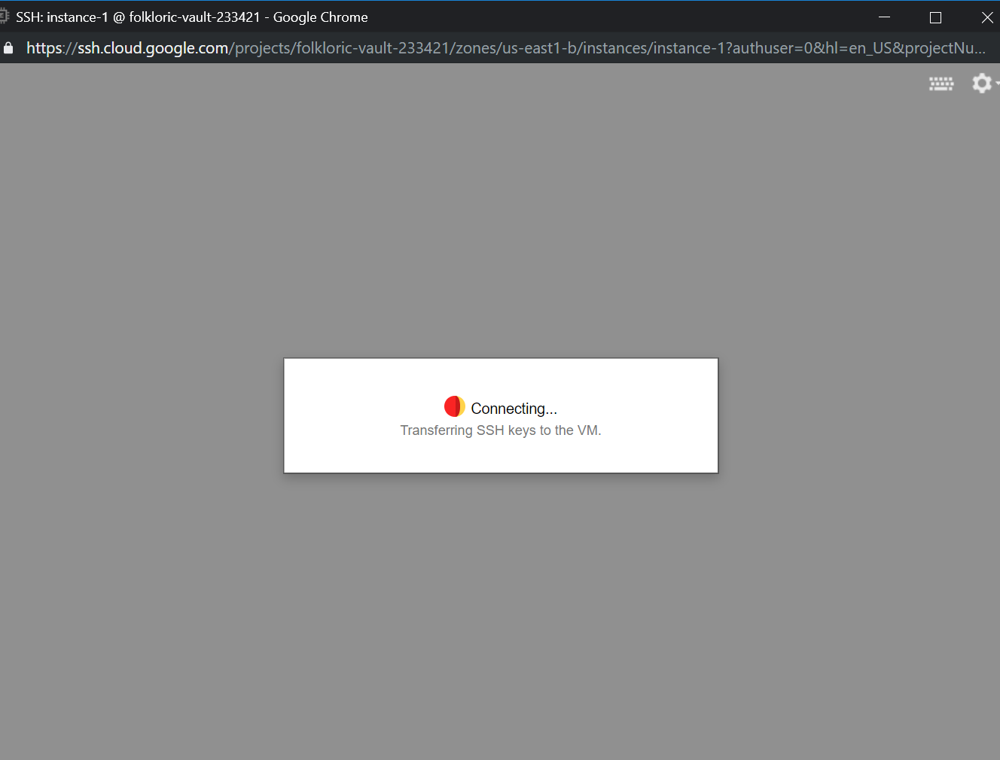 SSH: instance-1 @ folkloric-vault-233421 - Google Chrome
https://ssh.cloud.google.com/projects/folkloric-vault-233421/zones/us-east1-b/instances/instance-1?authuser=0&hl=en_US&projectNu...
Connecting...
Transferring SSH keys to the VM.